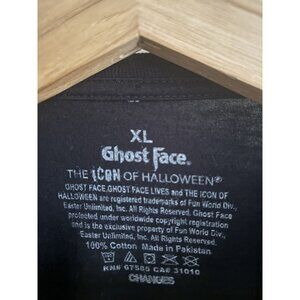 XL
Ghost Face®
THE ICON OF HALLOWEEN®
GHOST FACE, GHOST FACE LIVES and THE ICON OF
HALLOWEEN are registered trademarks of Fun World Div.,
Easter Unlimited, Inc. All Rights Reserved. Ghost Face
protected under worldwide copyright registration
and is the exclusive property of Fun World Div.,
Easter Unlimited, Inc. All Rights Reserved.
100% Cotton Made in Pakistan
RN# 67585 CA# 31010
CHANGES